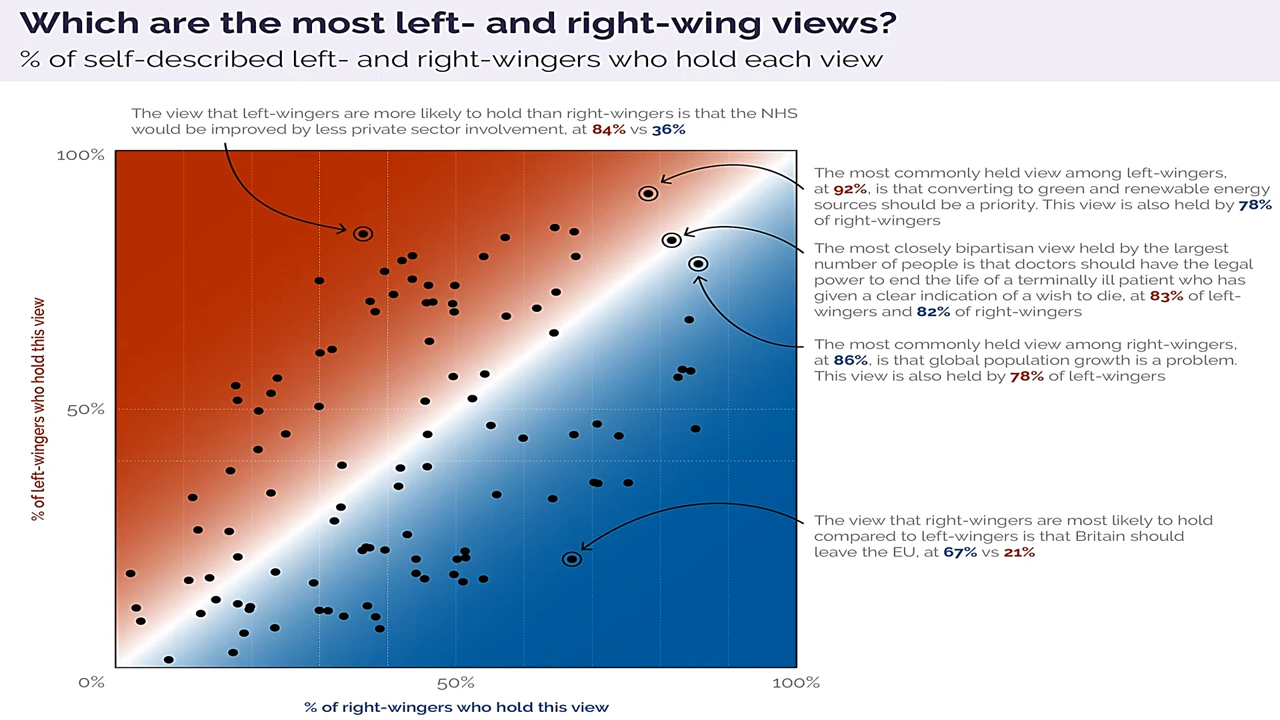 Which are the most left- and right-wing views?
% of self-described left- and right-wingers who hold each view
The view that left-wingers are more likely to hold than right-wingers is that the NHS
would be improved by less private sector involvement, at 84% vs 36%
100%
50%
0%
50%
100%
% of left-wingers who hold this view
% of right-wingers who hold this view
The most commonly held view among left-wingers,
at 92%, is that converting to green and renewable energy
sources should be a priority. This view is also held by 78%
of right-wingers
The most closely bipartisan view held by the largest
number of people is that doctors should have the legal
power to end the life of a terminally ill patient who has
given a clear indication of a wish to die, at 83% of left-
wingers and 82% of right-wingers
The most commonly held view among right-wingers,
at 86%, is that global population growth is a problem.
This view is also held by 78% of left-wingers
The view that right-wingers are most likely to hold
compared to left-wingers is that Britain should
leave the EU, at 67% vs 21%